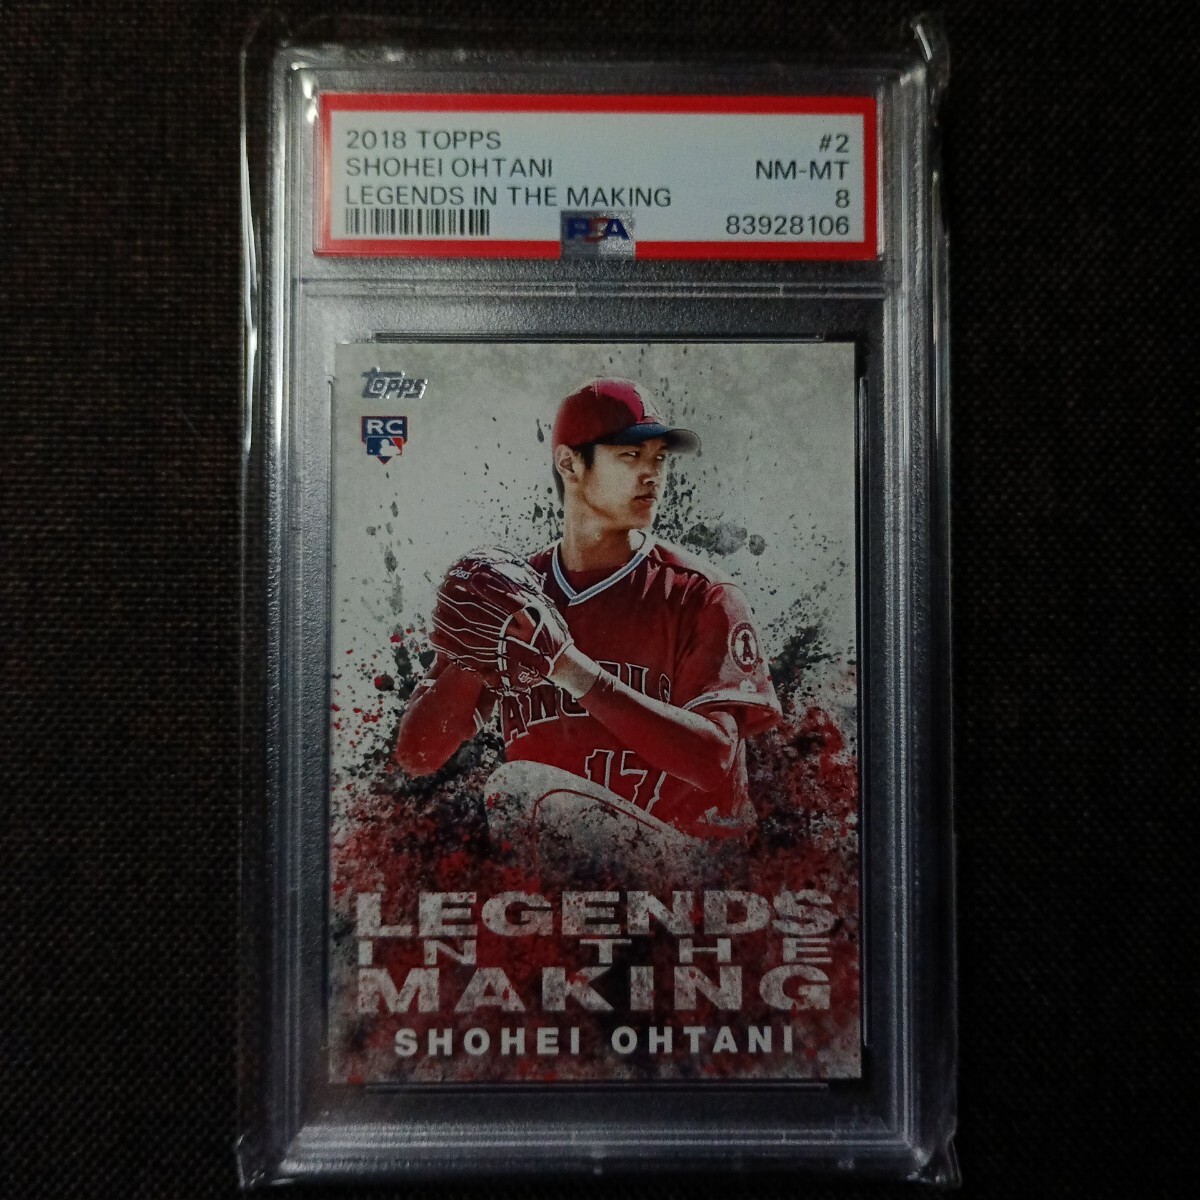 2018 TOPPS #2
SHOHEI OHTANI NM-MT
LEGENDS IN THE MAKING 8
PSA 83928106
Topps
RC
A
ANGELS
17
LEGENDS
IN THE
MAKING
SHOHEI OHTANI